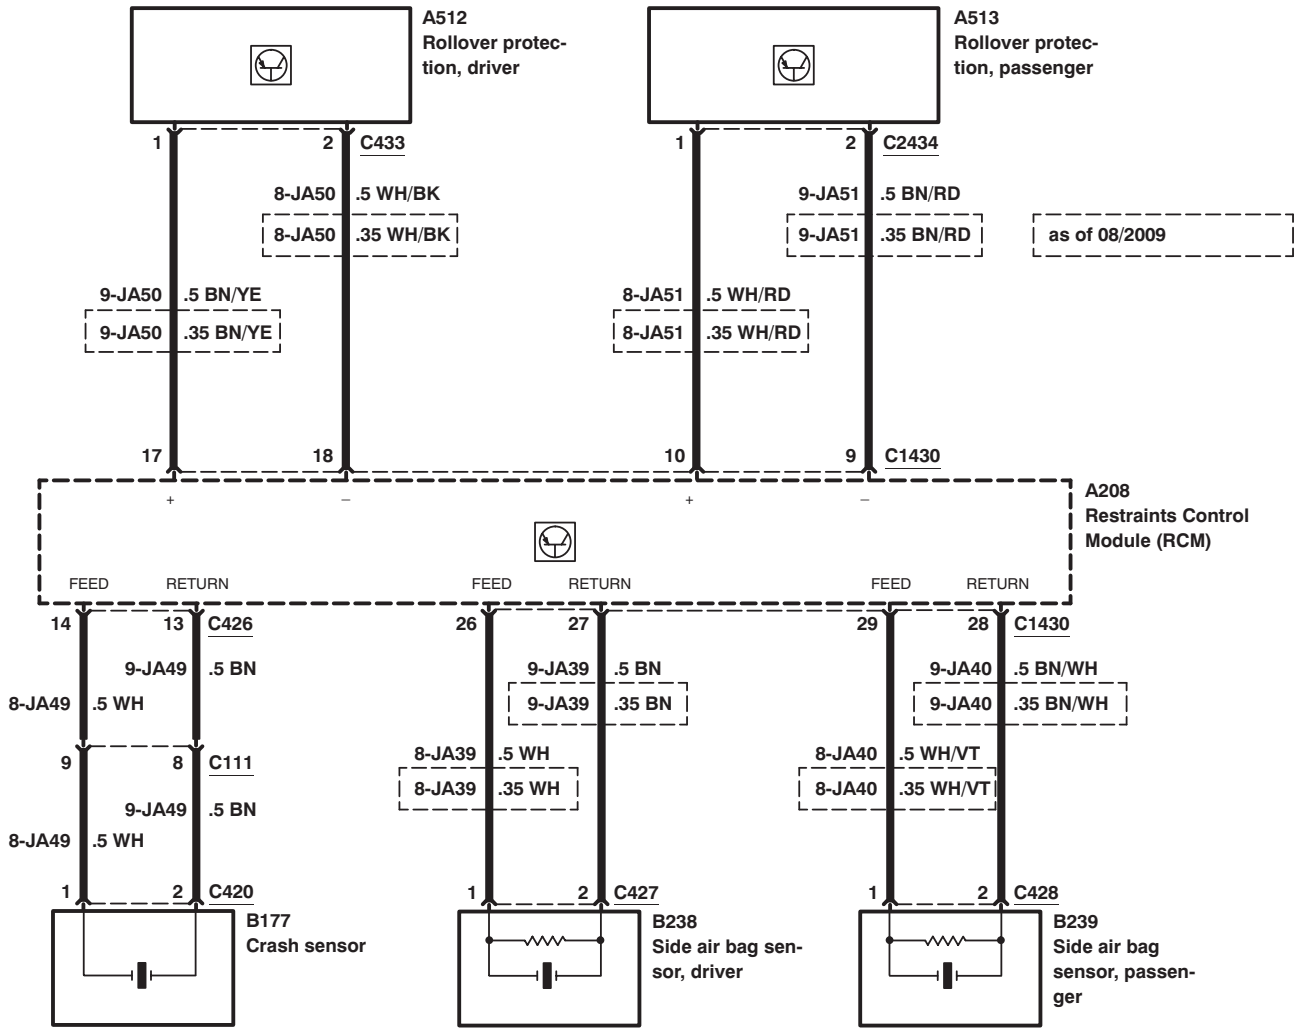 A512
Rollover protec-
tion, driver
A513
Rollover protec-
tion, passenger
1 2 C433
1 2 C2434
8-JA50 .5 WH/BK
8-JA50 .35 WH/BK
9-JA51 .5 BN/RD
9-JA51 .35 BN/RD
as of 08/2009
9-JA50 .5 BN/YE
9-JA50 .35 BN/YE
8-JA51 .5 WH/RD
8-JA51 .35 WH/RD
17 18 10 9 C1430
+ – + –
A208
Restraints Control
Module (RCM)
FEED RETURN FEED RETURN FEED RETURN
14 13 C426
26 27 29 28 C1430
9-JA49 .5 BN
8-JA49 .5 WH
9-JA39 .5 BN
9-JA39 .35 BN
9-JA40 .5 BN/WH
9-JA40 .35 BN/WH
9 8 C111
8-JA39 .5 WH
8-JA39 .35 WH
8-JA40 .5 WH/VT
8-JA40 .35 WH/VT
9-JA49 .5 BN
8-JA49 .5 WH
1 2 C420
1 2 C427
1 2 C428
B177
Crash sensor
B238
Side air bag sen-
sor, driver
B239
Side air bag
sensor, passen-
ger